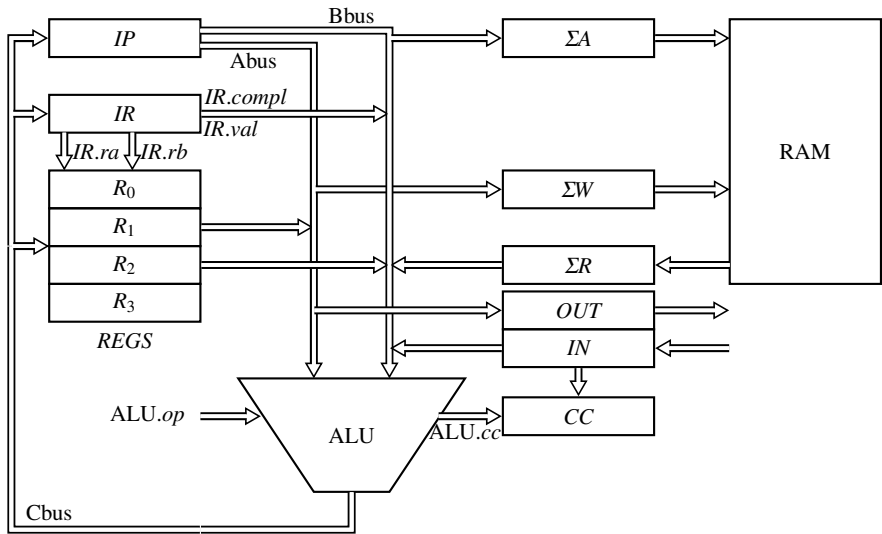 Bbus
IP
ΣA
Abus
IR.compl
IR
IR.val
IR.ra
IR.rb
RAM
R0
ΣW
R1
R2
ΣR
R3
OUT
REGS
IN
ALU.op
ALU
CC
ALU.cc
Cbus